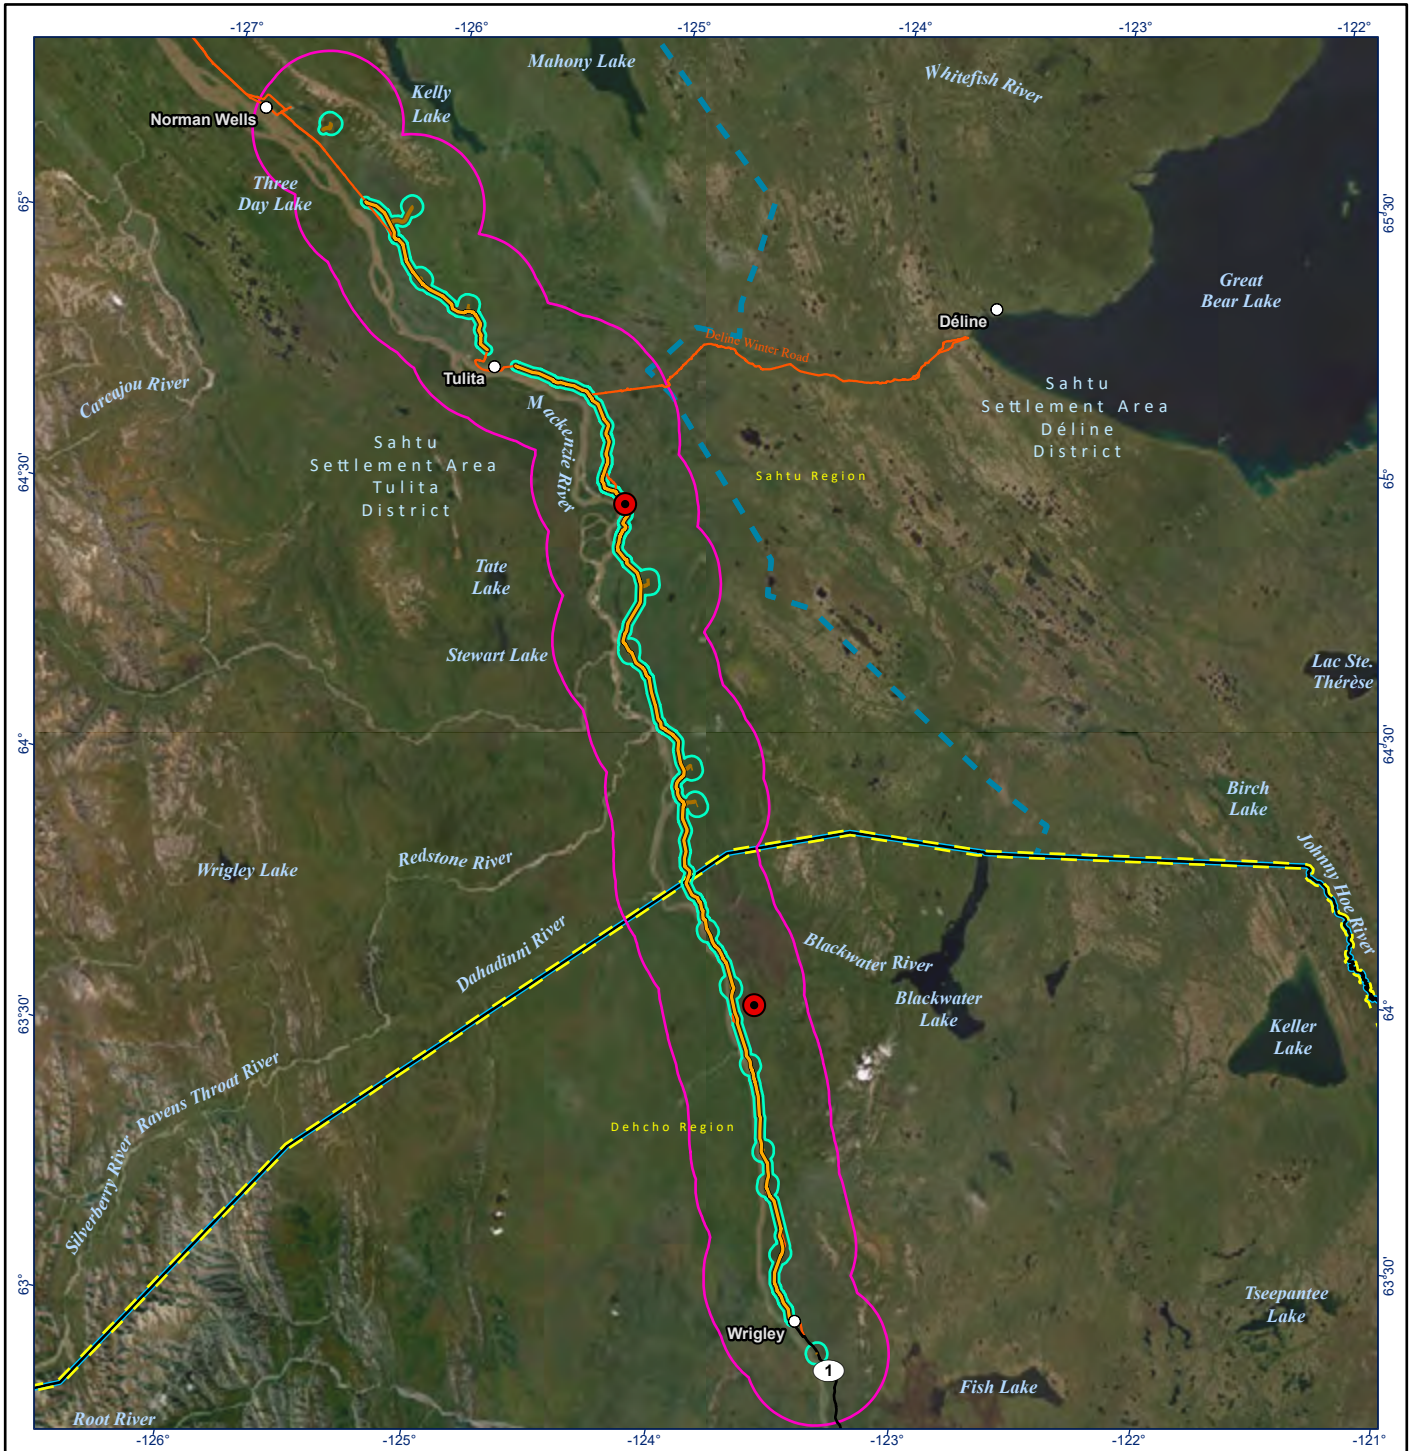 -127°
-126°
-125°
-124°
-123°
-122°
Mahony Lake
Whitefish River
Kelly
Lake
Norman Wells
Three
Day Lake
65°
65°30'
Great
Bear Lake
Déline
Deline Winter Road
Tulita
Carcajou River
Mackenzie River
Sahtu
Settlement Area
Déline
District
Sahtu
Settlement Area
Tulita
District
Sahtu Region
64°30'
65°
Tate
Lake
Stewart Lake
Lac Ste.
Thérèse
64°
64°30'
Birch
Lake
Johnny Hoe River
Redstone River
Wrigley Lake
Dahadinni River
Blackwater River
Blackwater
Lake
63°30'
64°
Keller
Lake
Ravens Throat River
Dehcho Region
Silverberry River
63°
63°30'
Tseepantee
Lake
Wrigley
1
Fish Lake
Root River
-126°
-125°
-124°
-123°
-122°
-121°